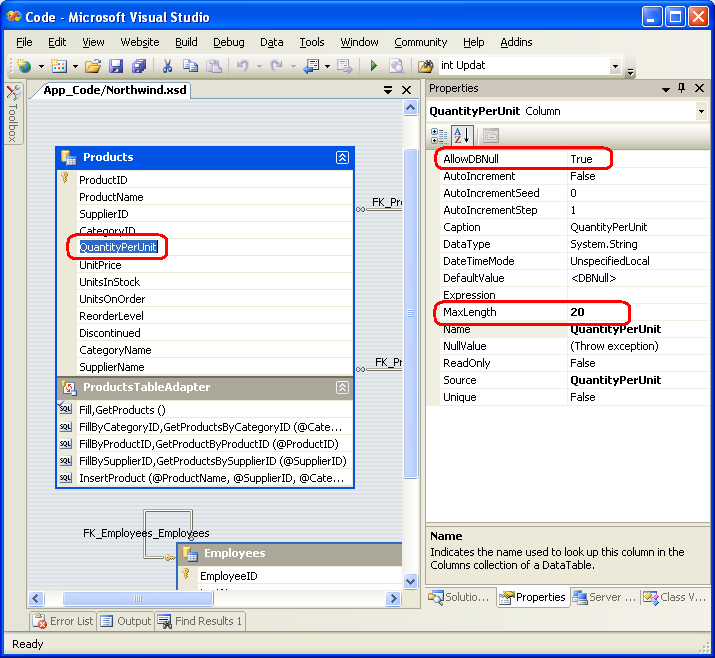 Code - Microsoft Visual Studio
File Edit View Website Build Debug Data Tools Window Community Help Addins
int Updat
Toolbox
App_Code/Northwind.xsd
Products
ProductID
ProductName
SupplierID
CategoryID
QuantityPerUnit
UnitPrice
UnitsInStock
UnitsOnOrder
ReorderLevel
Discontinued
CategoryName
SupplierName
ProductsTableAdapter
Fill,GetProducts ()
FillByCategoryID,GetProductsByCategoryID (@Cate...
FillByProductID,GetProductByProductID (@ProductID)
FillBySupplierID,GetProductsBySupplierID (@SupplierID)
InsertProduct (@ProductName, @SupplierID, @Cate...
FK_Pr
FK_Pr
FK_Employees_Employees
Employees
EmployeeID
Properties
QuantityPerUnit Column
AllowDBNull True
AutoIncrement False
AutoIncrementSeed 0
AutoIncrementStep 1
Caption QuantityPerUnit
DataType System.String
DateTimeMode UnspecifiedLocal
DefaultValue <DBNull>
Expression
MaxLength 20
Name QuantityPerUnit
NullValue (Throw exception)
ReadOnly False
Source QuantityPerUnit
Unique False
Name
Indicates the name used to look up this column in the
Columns collection of a DataTable.
Solutio... Properties Server ... Class V...
Error List Output Find Results 1
Ready